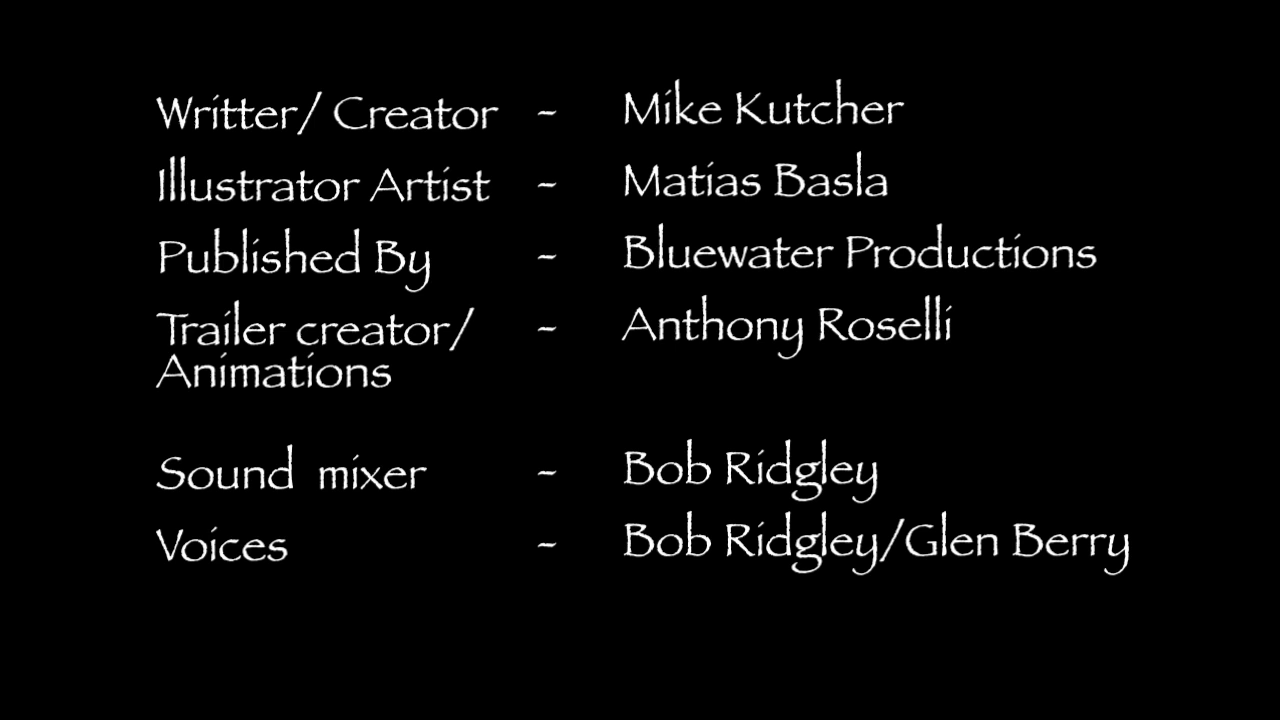 Writter/ Creator - Mike Kutcher
Illustrator Artist - Matias Basla
Published By - Bluewater Productions
Trailer creator/ - Anthony Roselli
Animations
Sound mixer - Bob Ridgley
Voices - Bob Ridgley/Glen Berry